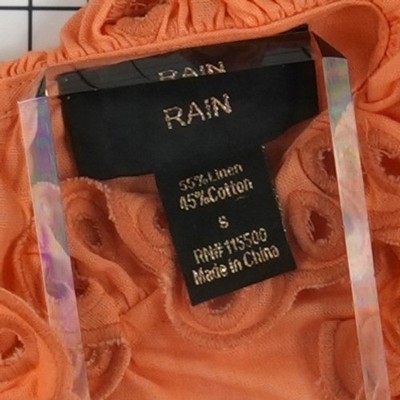 RAIN
RAIN
55%Linen
45%Cotton
S
RN#115500
Made in China